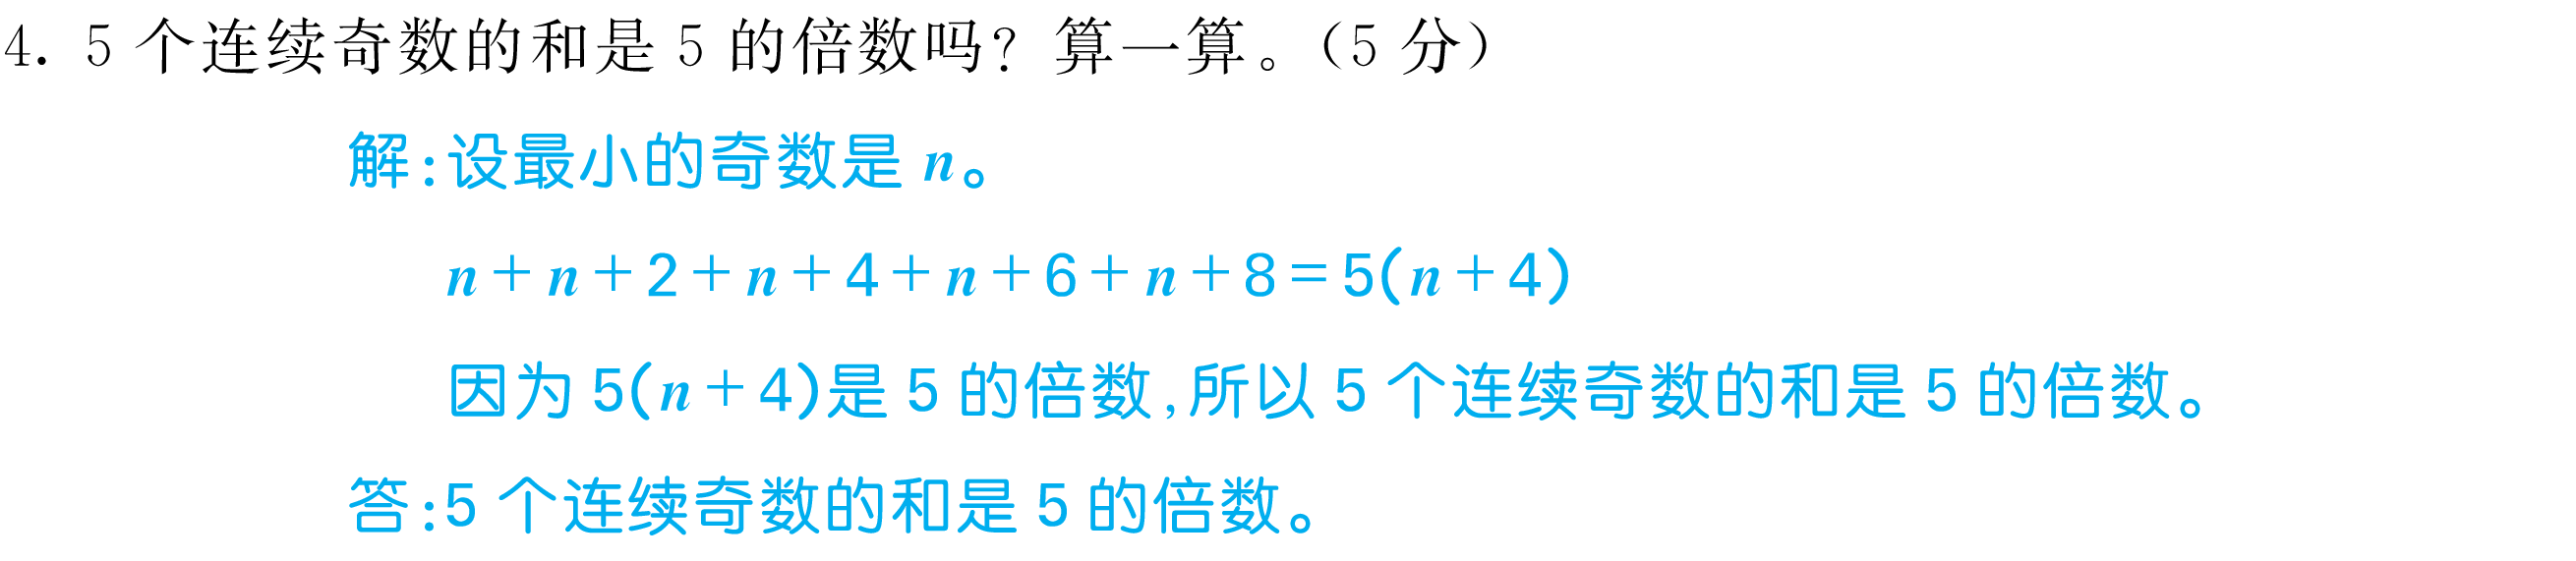 4. 5 个连续奇数的和是 5 的倍数吗？算一算。（5 分）
解:设最小的奇数是 n。
n+n+2+n+4+n+6+n+8=5(n+4)
因为 5(n+4)是 5 的倍数,所以 5 个连续奇数的和是 5 的倍数。
答:5 个连续奇数的和是 5 的倍数。